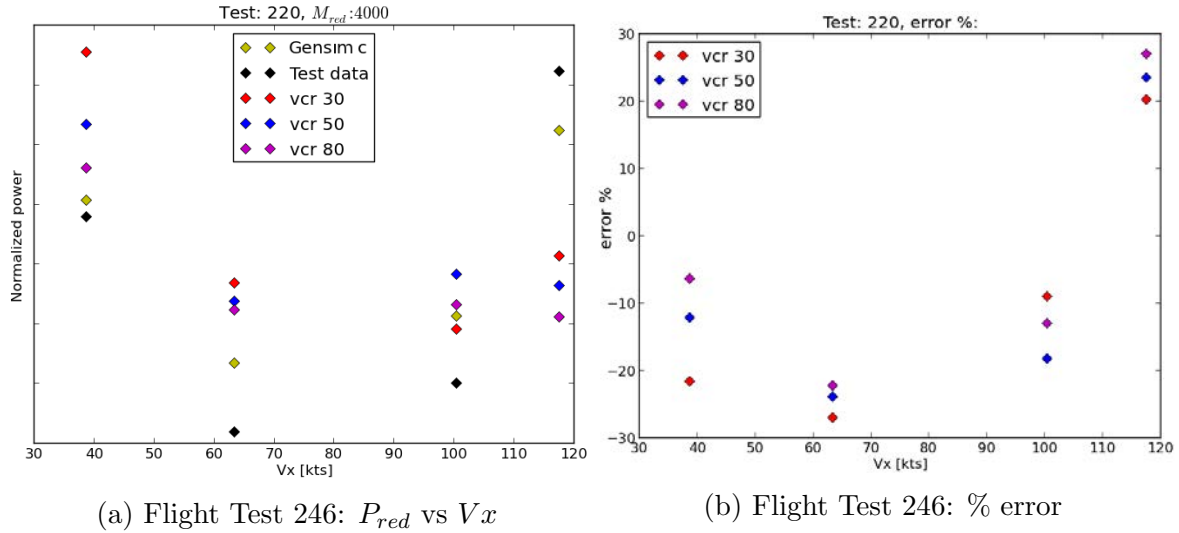 Test: 220, M_red:4000
Gensim c
Test data
vcr 30
vcr 50
vcr 80
Normalized power
30 40 50 60 70 80 90 100 110 120
Vx [kts]
(a) Flight Test 246: P_red vs Vx
Test: 220, error %:
vcr 30
vcr 50
vcr 80
error %
30
20
10
0
−10
−20
−30
30 40 50 60 70 80 90 100 110 120
Vx [kts]
(b) Flight Test 246: % error